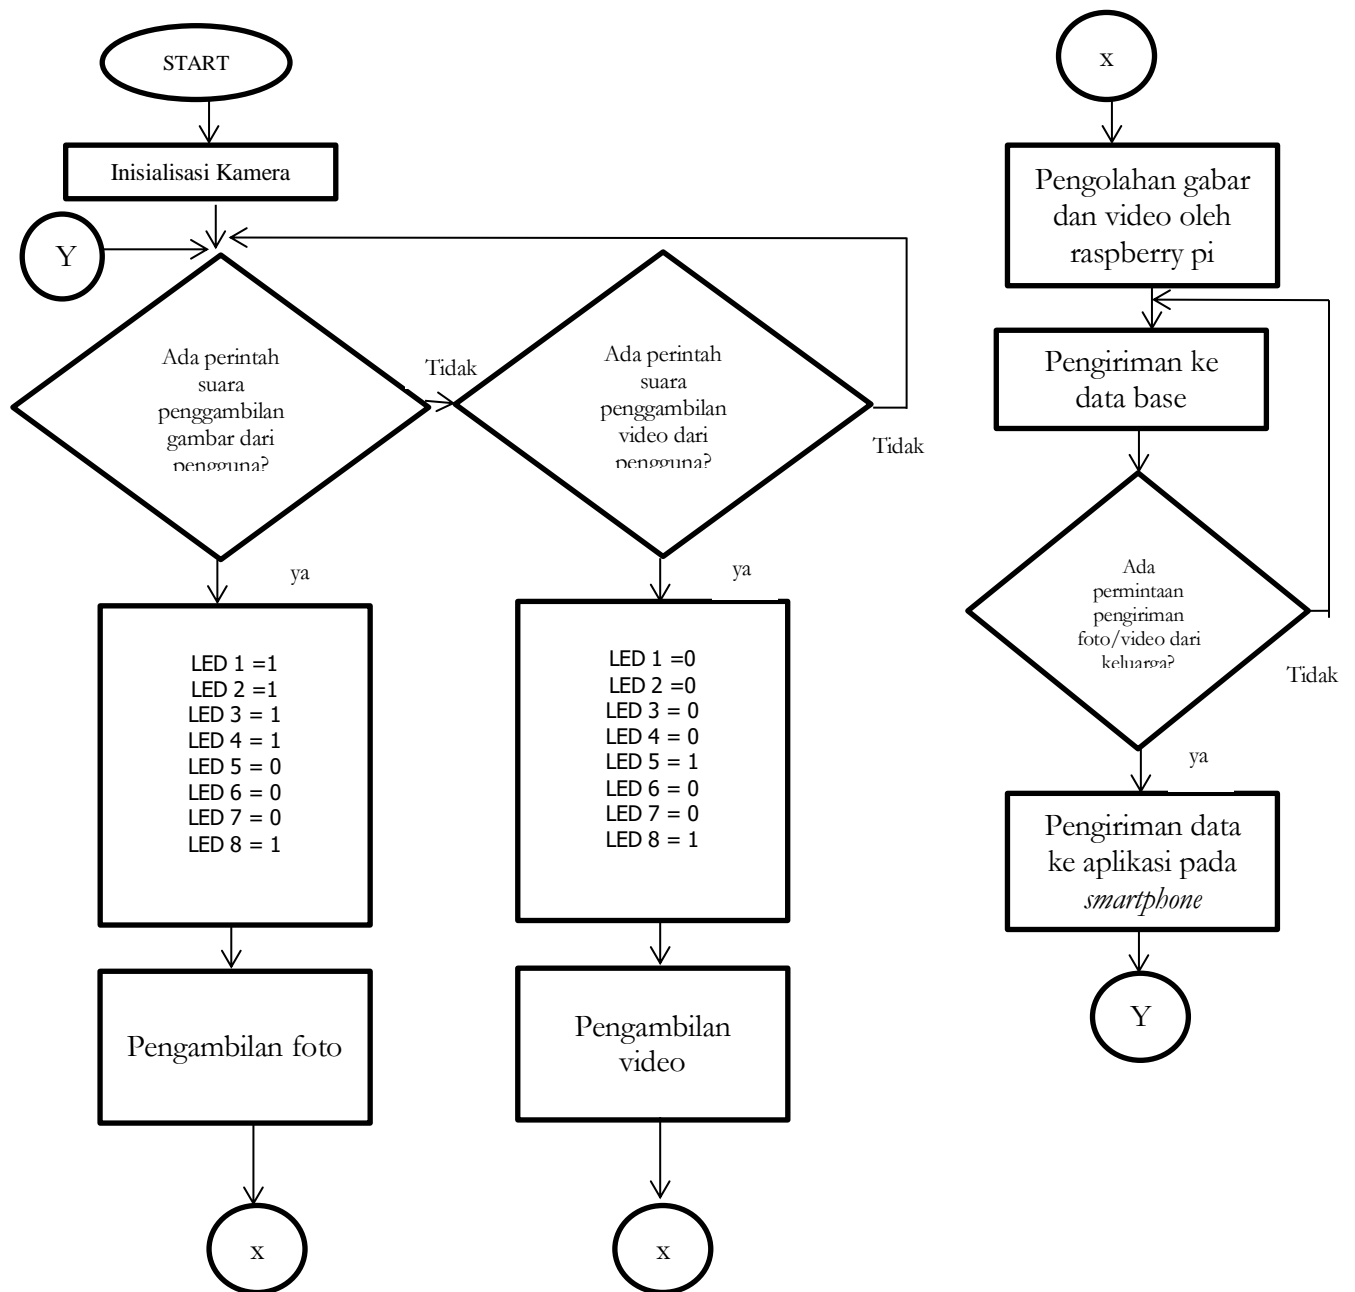 START
Inisialisasi Kamera
Y
Ada perintah
suara
penggambilan
gambar dari
pengguna?
Tidak
Ada perintah
suara
penggambilan
video dari
pengguna?
Tidak
ya
ya
LED 1 =1
LED 2 =1
LED 3 = 1
LED 4 = 1
LED 5 = 0
LED 6 = 0
LED 7 = 0
LED 8 = 1
LED 1 =0
LED 2 =0
LED 3 = 0
LED 4 = 0
LED 5 = 1
LED 6 = 0
LED 7 = 0
LED 8 = 1
Pengambilan foto
Pengambilan
video
x
x
x
Pengolahan gabar
dan video oleh
raspberry pi
Pengiriman ke
data base
Ada
permintaan
pengiriman
foto/video dari
keluarga?
Tidak
ya
Pengiriman data
ke aplikasi pada
smartphone
Y